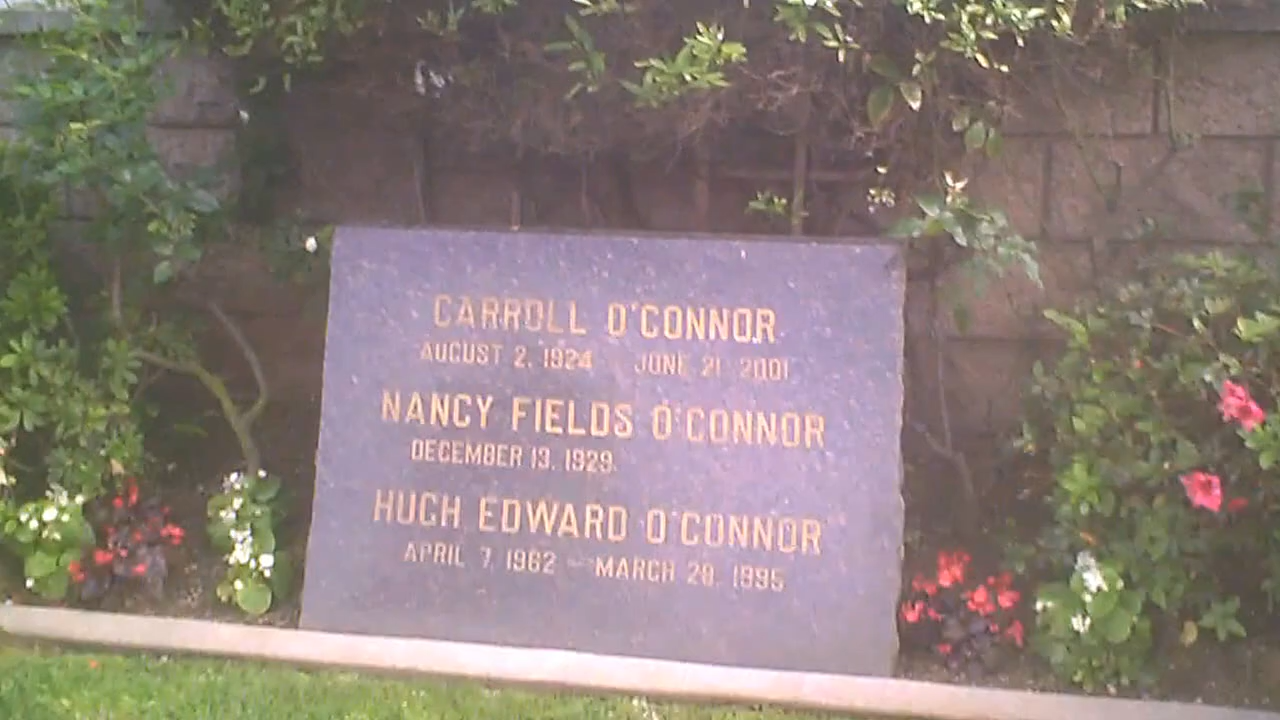 CARROLL O'CONNOR
AUGUST 2, 1924 JUNE 21 2001
NANCY FIELDS O'CONNOR
DECEMBER 13, 1929
HUGH EDWARD O'CONNOR
APRIL 7, 1962 — MARCH 28, 1995